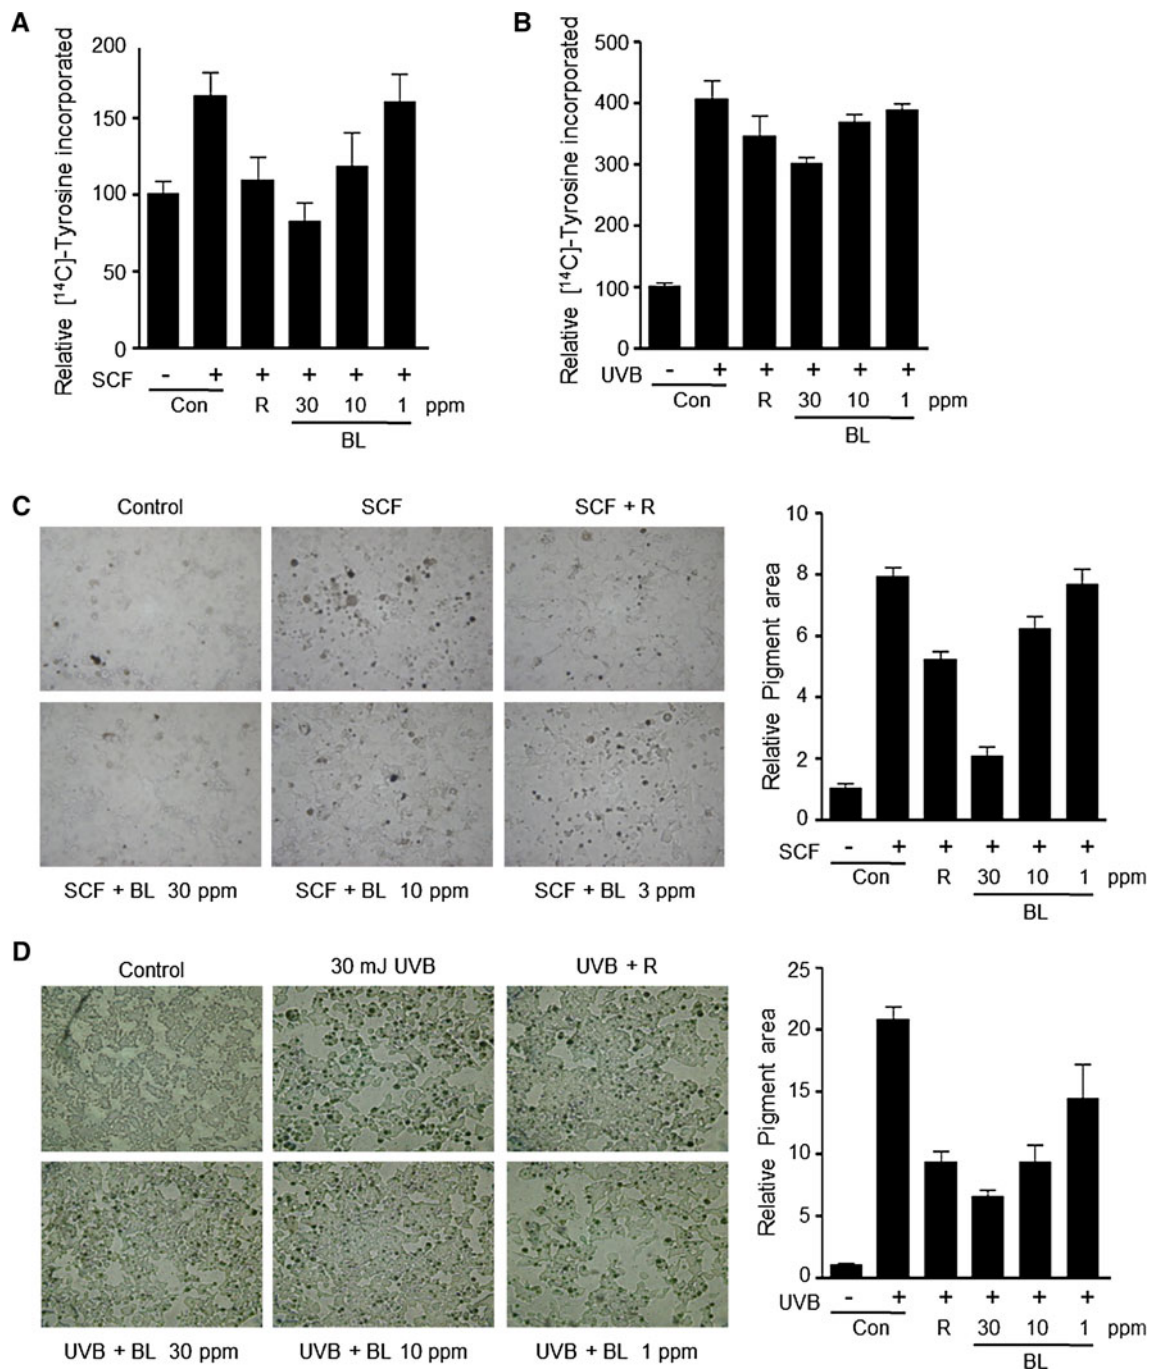 A
Relative [¹⁴C]-Tyrosine incorporated
200
150
100
50
0
SCF - + + + + +
Con R 30 10 1 ppm
BL
B
Relative [¹⁴C]-Tyrosine incorporated
500
400
300
200
100
0
UVB - + + + + +
Con R 30 10 1 ppm
BL
C
Control SCF SCF + R
SCF + BL 30 ppm SCF + BL 10 ppm SCF + BL 3 ppm
Relative Pigment area
10
8
6
4
2
0
SCF - + + + + +
Con R 30 10 1 ppm
BL
D
Control 30 mJ UVB UVB + R
UVB + BL 30 ppm UVB + BL 10 ppm UVB + BL 1 ppm
Relative Pigment area
25
20
15
10
5
0
UVB - + + + + +
Con R 30 10 1 ppm
BL